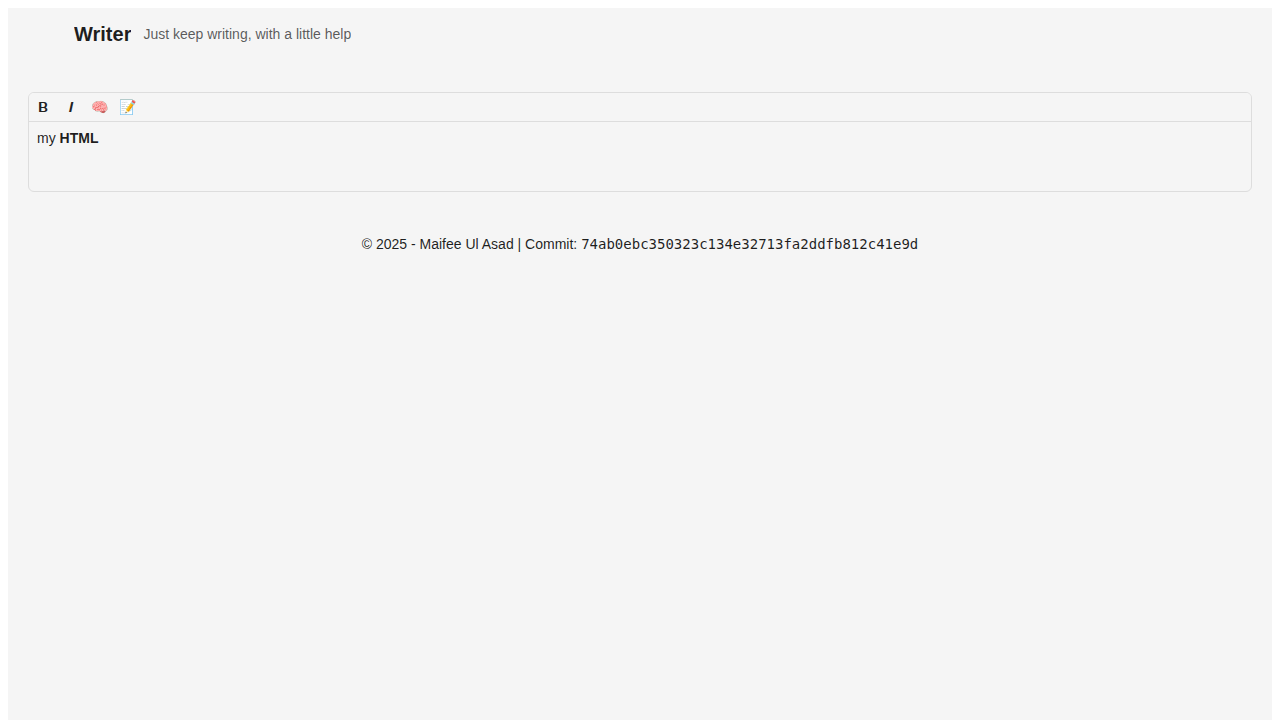 Writer Just keep writing, with a little help
B I 🧠 📝
my HTML
© 2025 - Maifee Ul Asad | Commit: 74ab0ebc350323c134e32713fa2ddfb812c41e9d